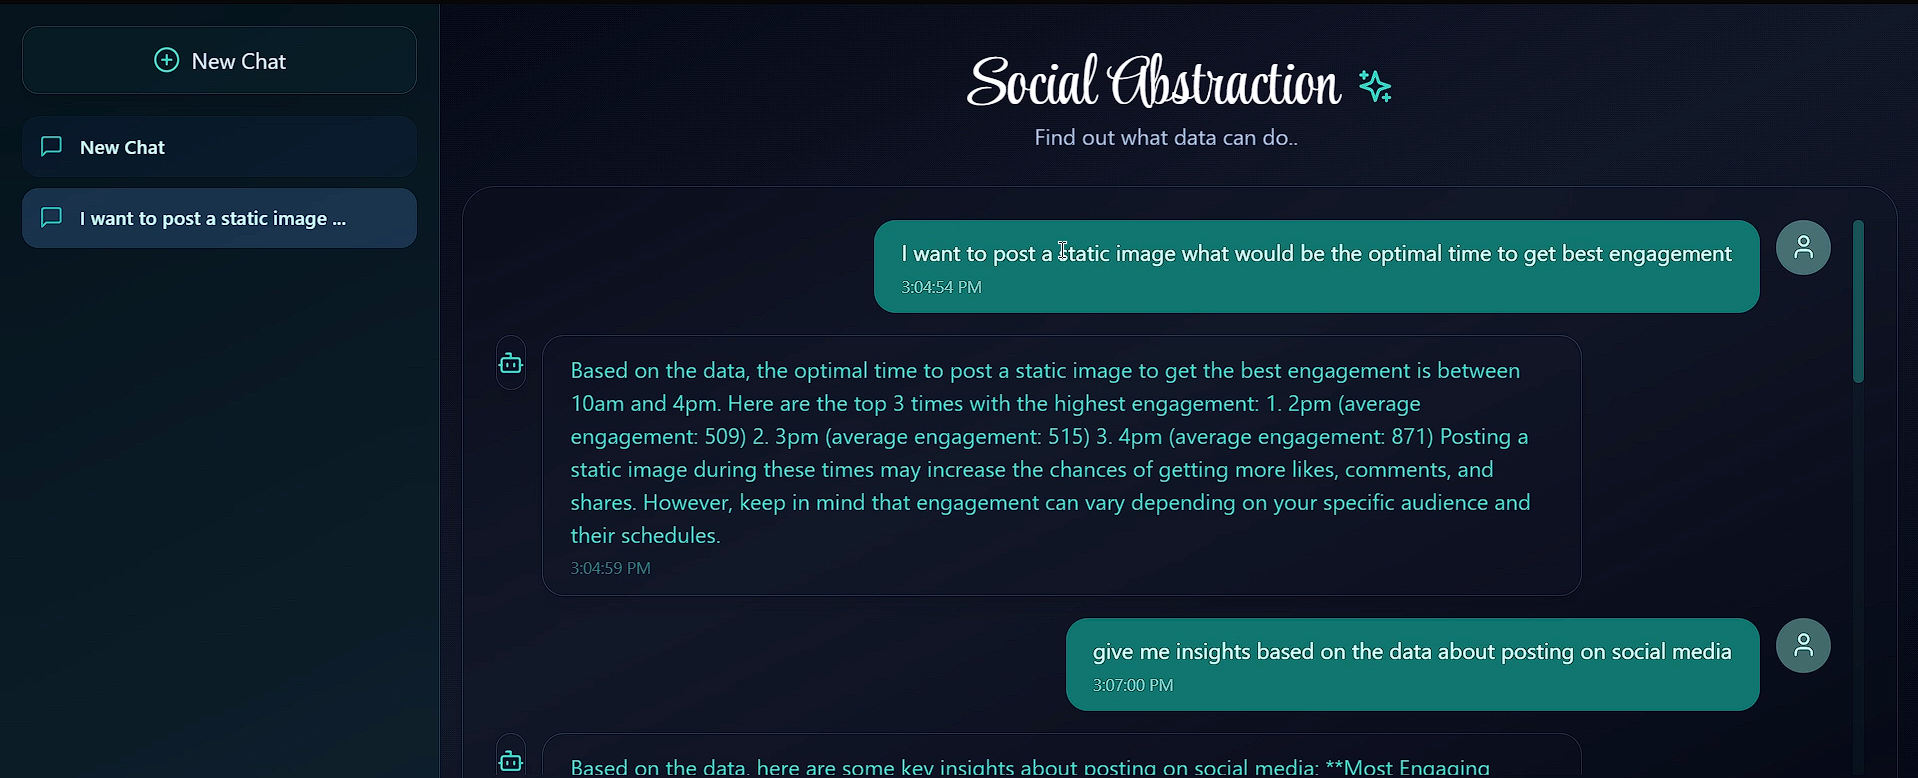 New Chat
New Chat
I want to post a static image ...
Social Abstraction
Find out what data can do..
I want to post a static image what would be the optimal time to get best engagement
3:04:54 PM
Based on the data, the optimal time to post a static image to get the best engagement is between
10am and 4pm. Here are the top 3 times with the highest engagement: 1. 2pm (average
engagement: 509) 2. 3pm (average engagement: 515) 3. 4pm (average engagement: 871) Posting a
static image during these times may increase the chances of getting more likes, comments, and
shares. However, keep in mind that engagement can vary depending on your specific audience and
their schedules.
3:04:59 PM
give me insights based on the data about posting on social media
3:07:00 PM
Based on the data, here are some key insights about posting on social media: **Most Engaging